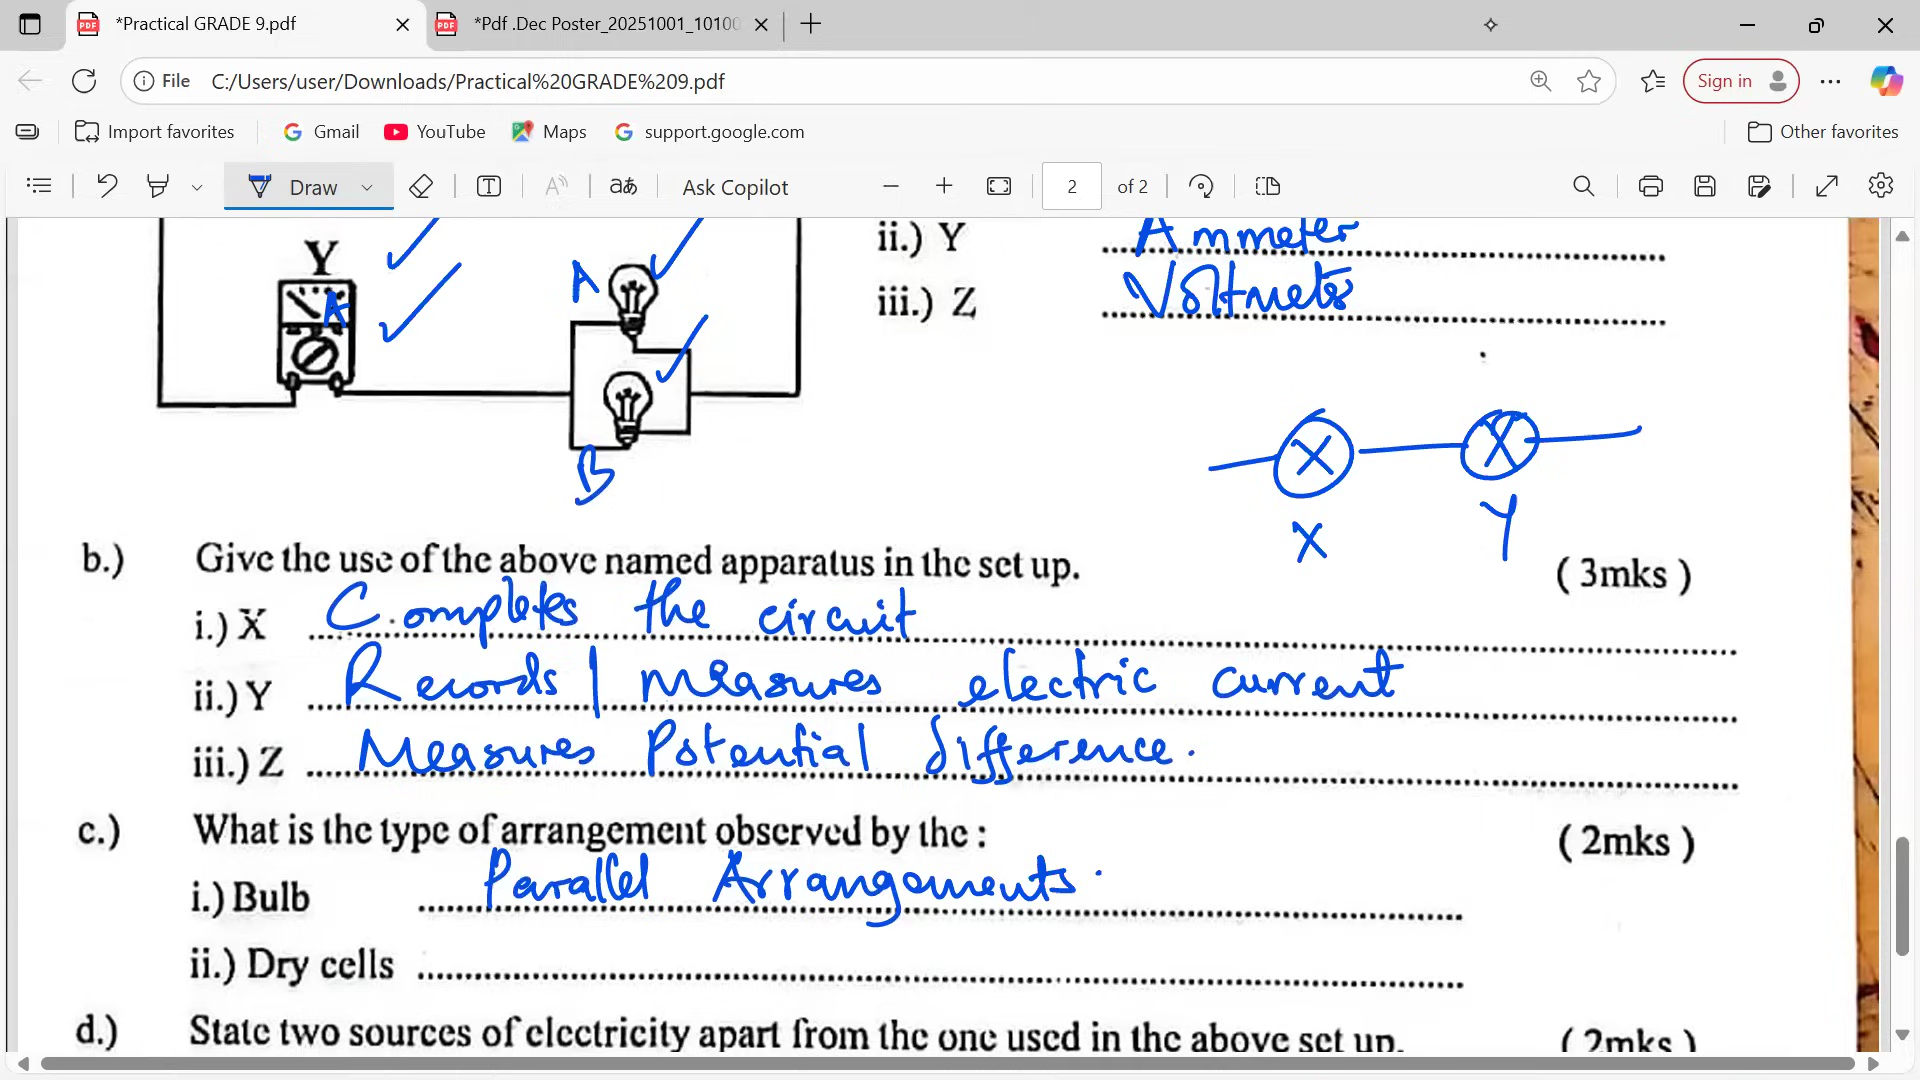 *Practical GRADE 9.pdf
*Pdf .Dec Poster_20251001_10100
File C:/Users/user/Downloads/Practical%20GRADE%209.pdf
Sign in
Import favorites
Gmail
YouTube
Maps
support.google.com
Other favorites
Draw
Ask Copilot
2 of 2
ii.) Y Ammeter
Y
A
iii.) Z
A
X Y
B
b.) Give the use of the above named apparatus in the set up. ( 3mks )
i.) X Completes the circuit
ii.) Y Records | measures electric current
iii.) Z Measures Potential difference.
c.) What is the type of arrangement observed by the : ( 2mks )
i.) Bulb Parallel Arrangements.
ii.) Dry cells
d.) State two sources of electricity apart from the one used in the above set up. ( 2mks )